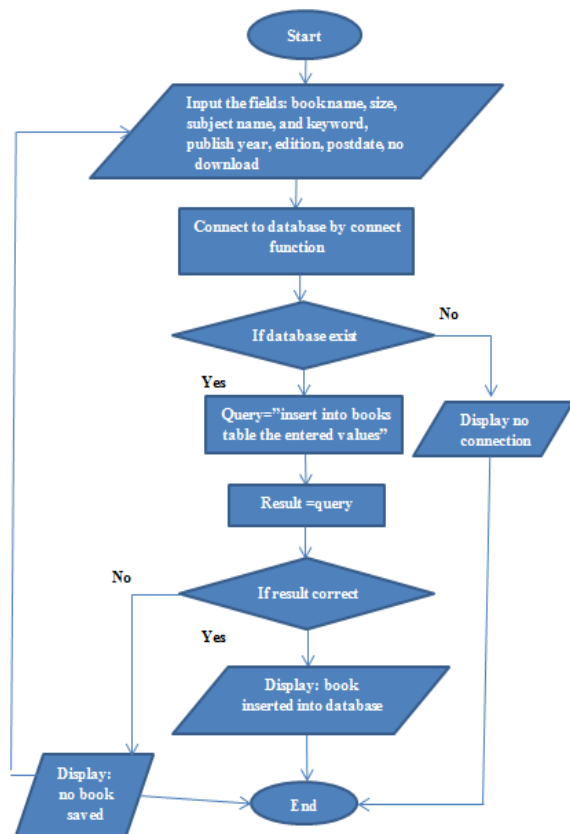 Start
Input the fields: book name, size,
subject name, and keyword,
publish year, edition, postdate, no
download
Connect to database by connect
function
If database exist
No
Yes
Query=”insert into books
table the entered values”
Display no
connection
Result =query
If result correct
No
Yes
Display: book
inserted into database
Display:
no book
saved
End